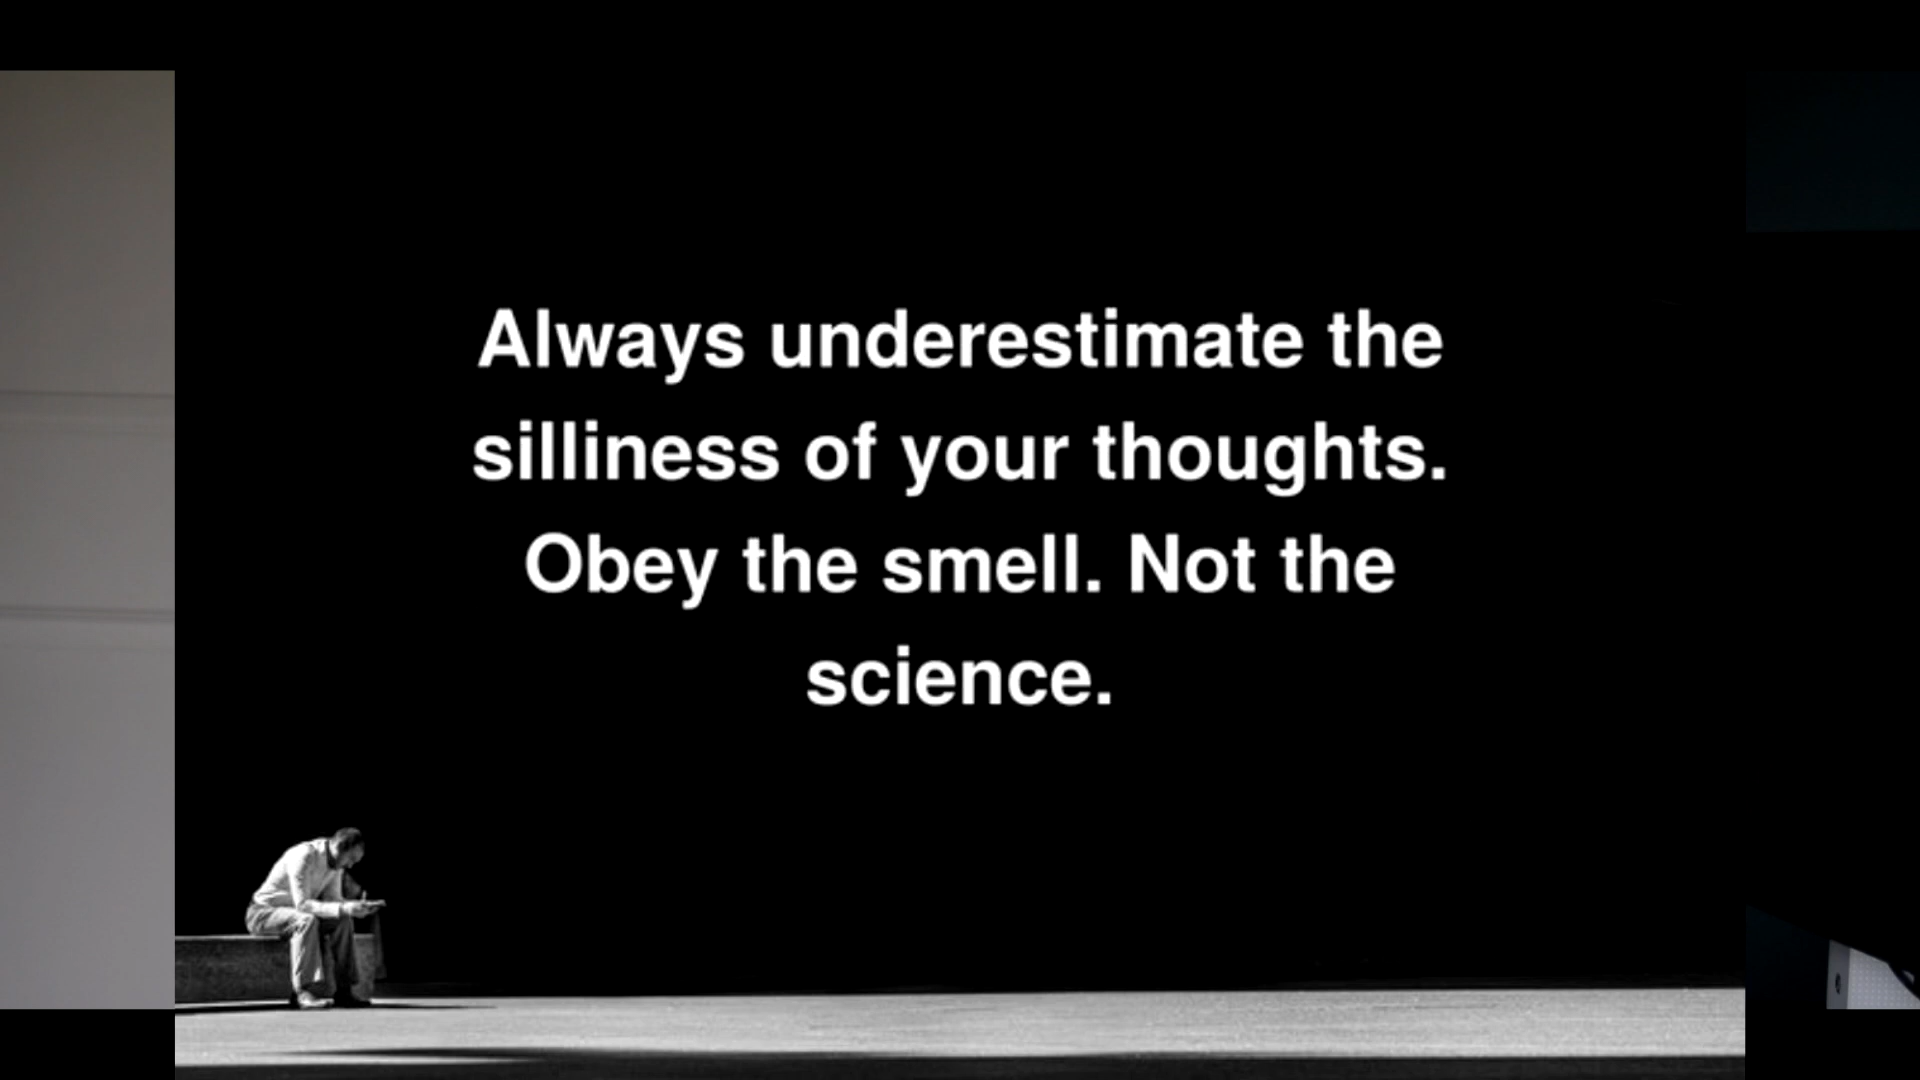 Always underestimate the
silliness of your thoughts.
Obey the smell. Not the
science.